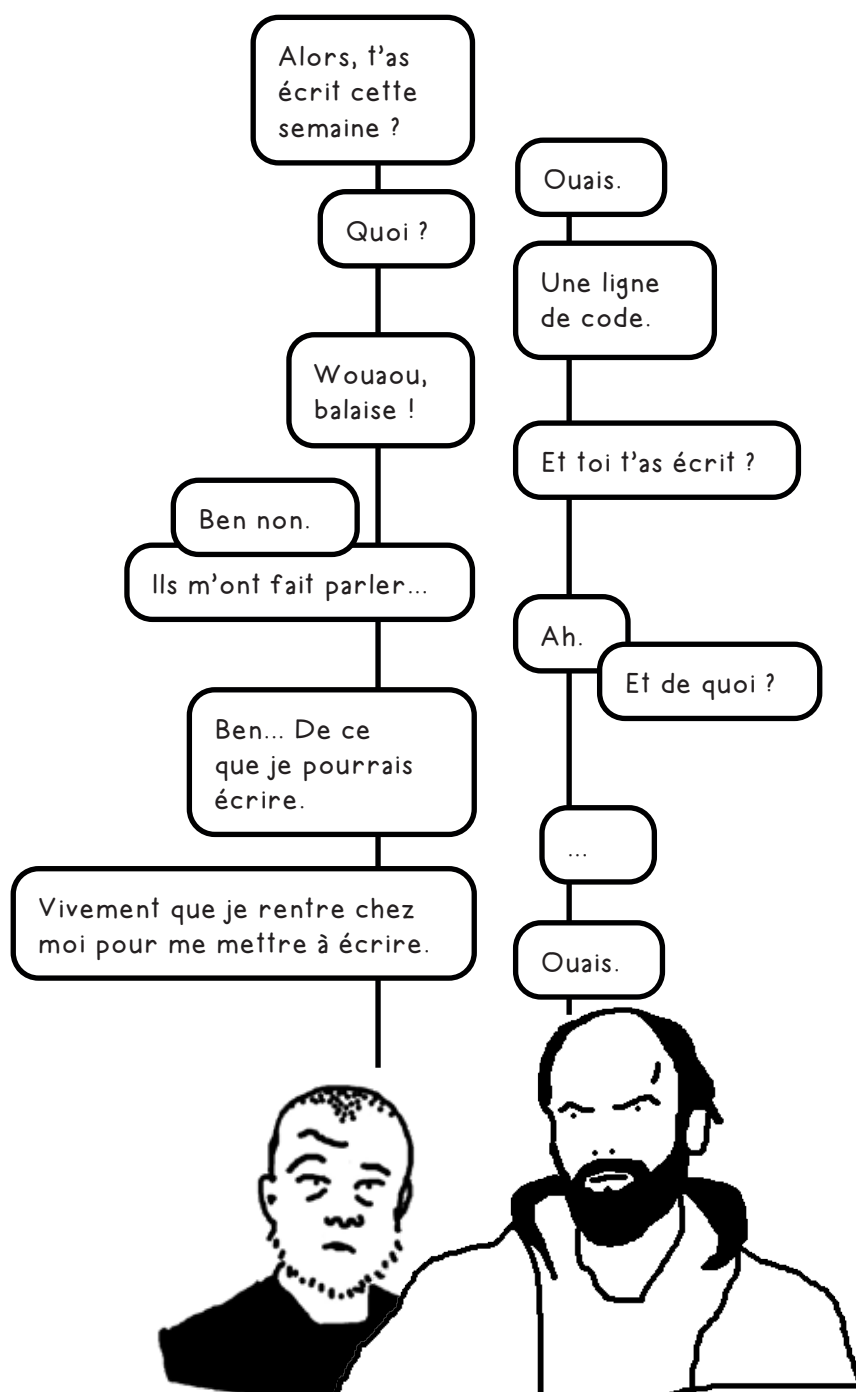 Alors, t'as
écrit cette
semaine ?
Ouais.
Quoi ?
Une ligne
de code.
Wouaou,
balaise !
Et toi t'as écrit ?
Ben non.
Ils m'ont fait parler...
Ah.
Et de quoi ?
Ben... De ce
que je pourrais
écrire.
...
Vivement que je rentre chez
moi pour me mettre à écrire.
Ouais.